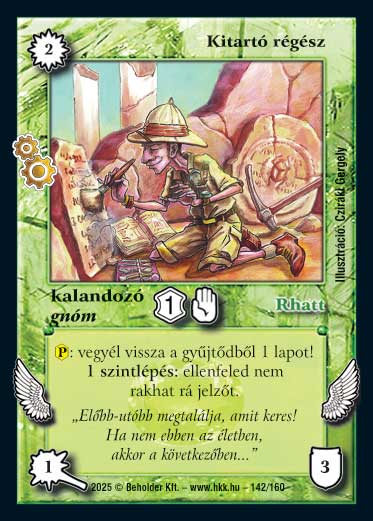 2
Kitartó régész
Illusztráció: Cziráki Gergely
kalandozó
gnóm
1
Rhatt
P: vegyél vissza a gyűjtődből 1 lapot!
1 szintlépés: ellenfeled nem
rakhat rá jelzőt.
„Előbb-utóbb megtalálja, amit keres!
Ha nem ebben az életben,
akkor a következőben...”
1
3
2025 © Beholder Kft. – www.hkk.hu – 142/160